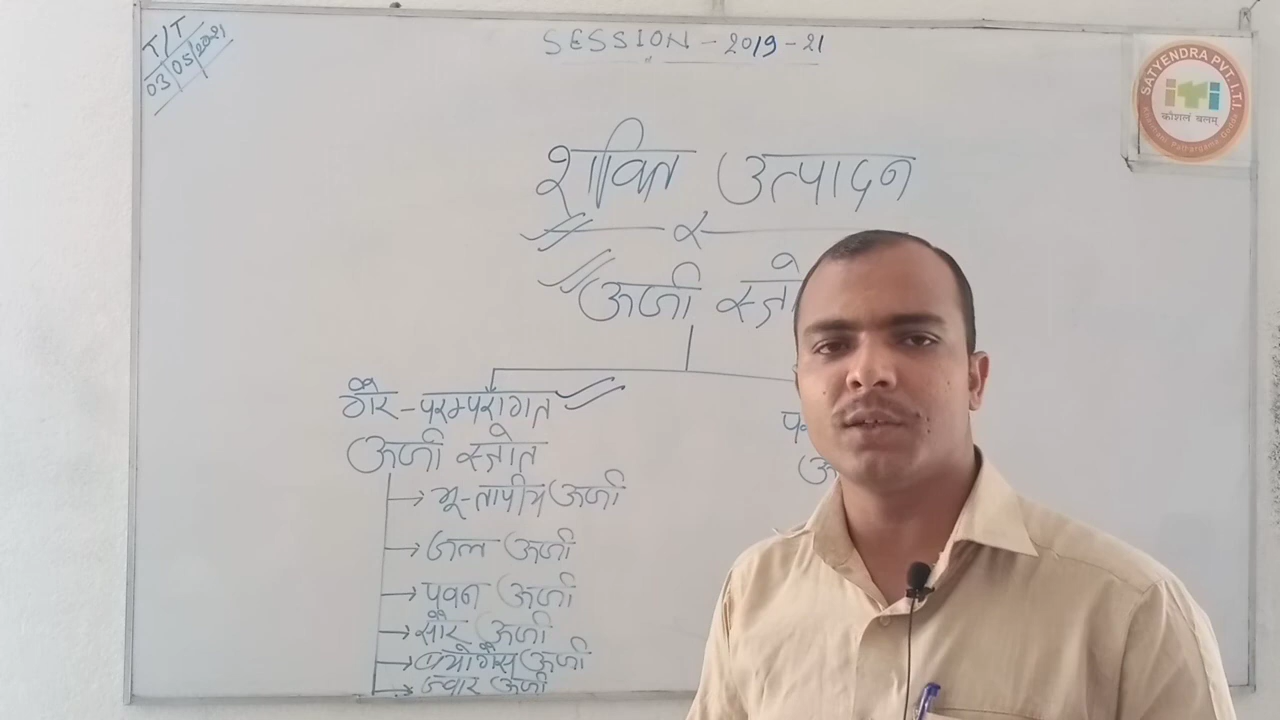 T/T
03/05/2021
SESSION - 2019-21
SATYENDRA PVT. I.T.I.
iTi
कौशलं बलम्
शक्ति उत्पादन
ऊर्जा
गैर-परम्परागत
ऊर्जा स्त्रोत
→ भू-तापीय ऊर्जा
→ जल ऊर्जा
→ पवन ऊर्जा
→ सौर ऊर्जा
→ बायोगैस ऊर्जा
→ ज्वार ऊर्जा